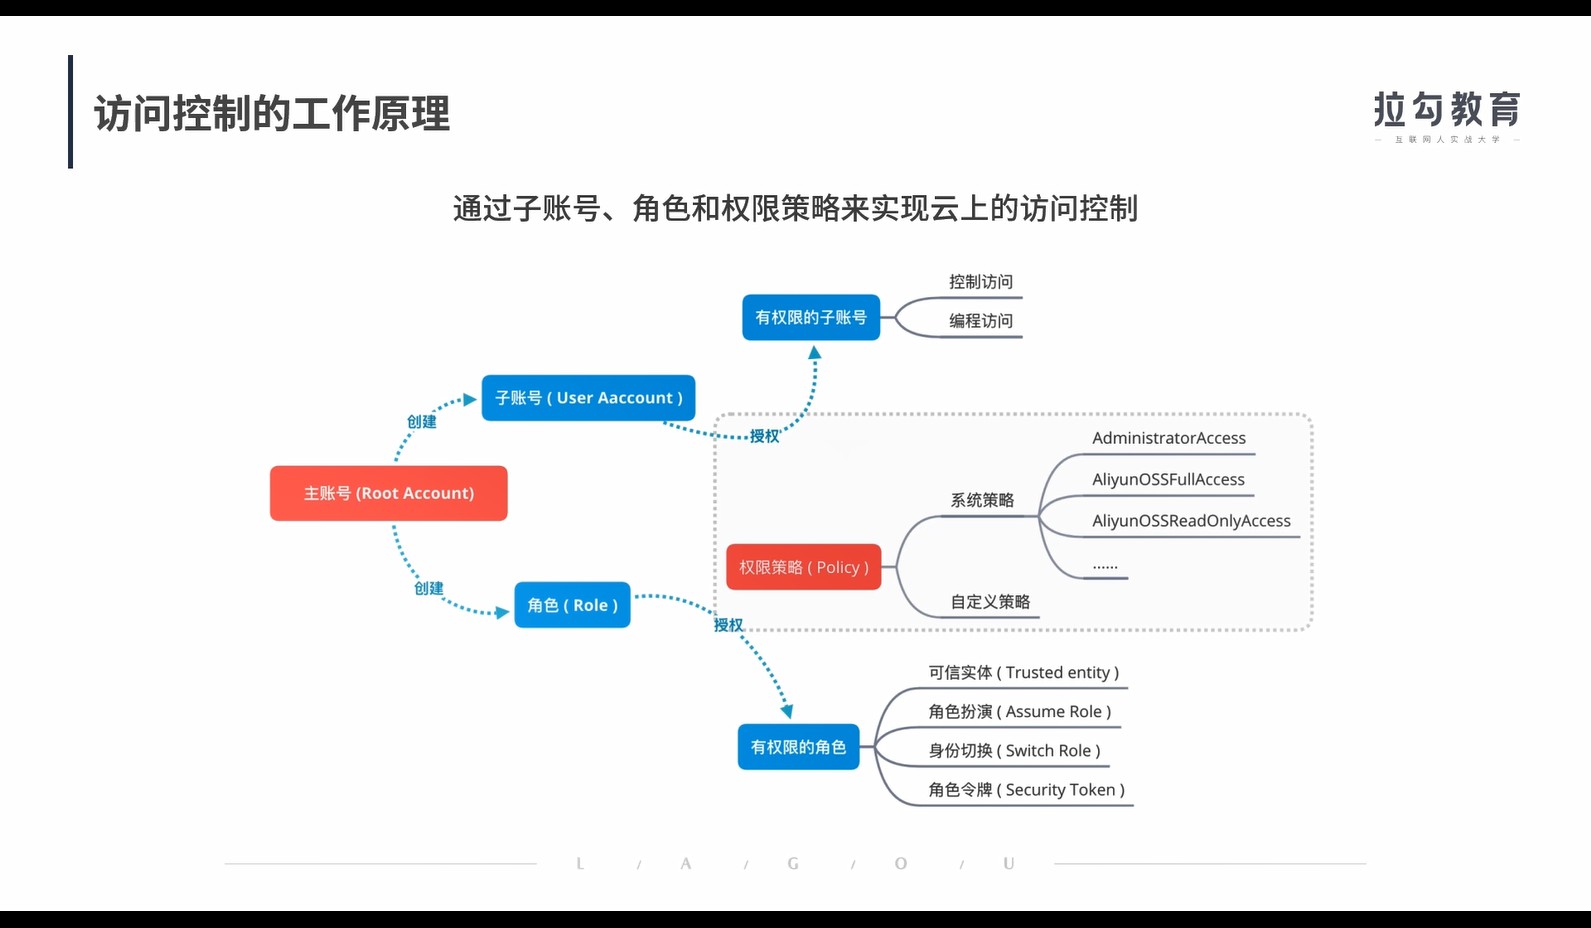 访问控制的工作原理
拉勾教育
— 互联网人实战大学 —
通过子账号、角色和权限策略来实现云上的访问控制
控制访问
有权限的子账号
编程访问
子账号 ( User Aaccount )
创建
授权
主账号 (Root Account)
AdministratorAccess
AliyunOSSFullAccess
系统策略
AliyunOSSReadOnlyAccess
权限策略 ( Policy )
......
自定义策略
创建
角色 ( Role )
授权
可信实体 ( Trusted entity )
角色扮演 ( Assume Role )
有权限的角色
身份切换 ( Switch Role )
角色令牌 ( Security Token )
L / A / G / O / U